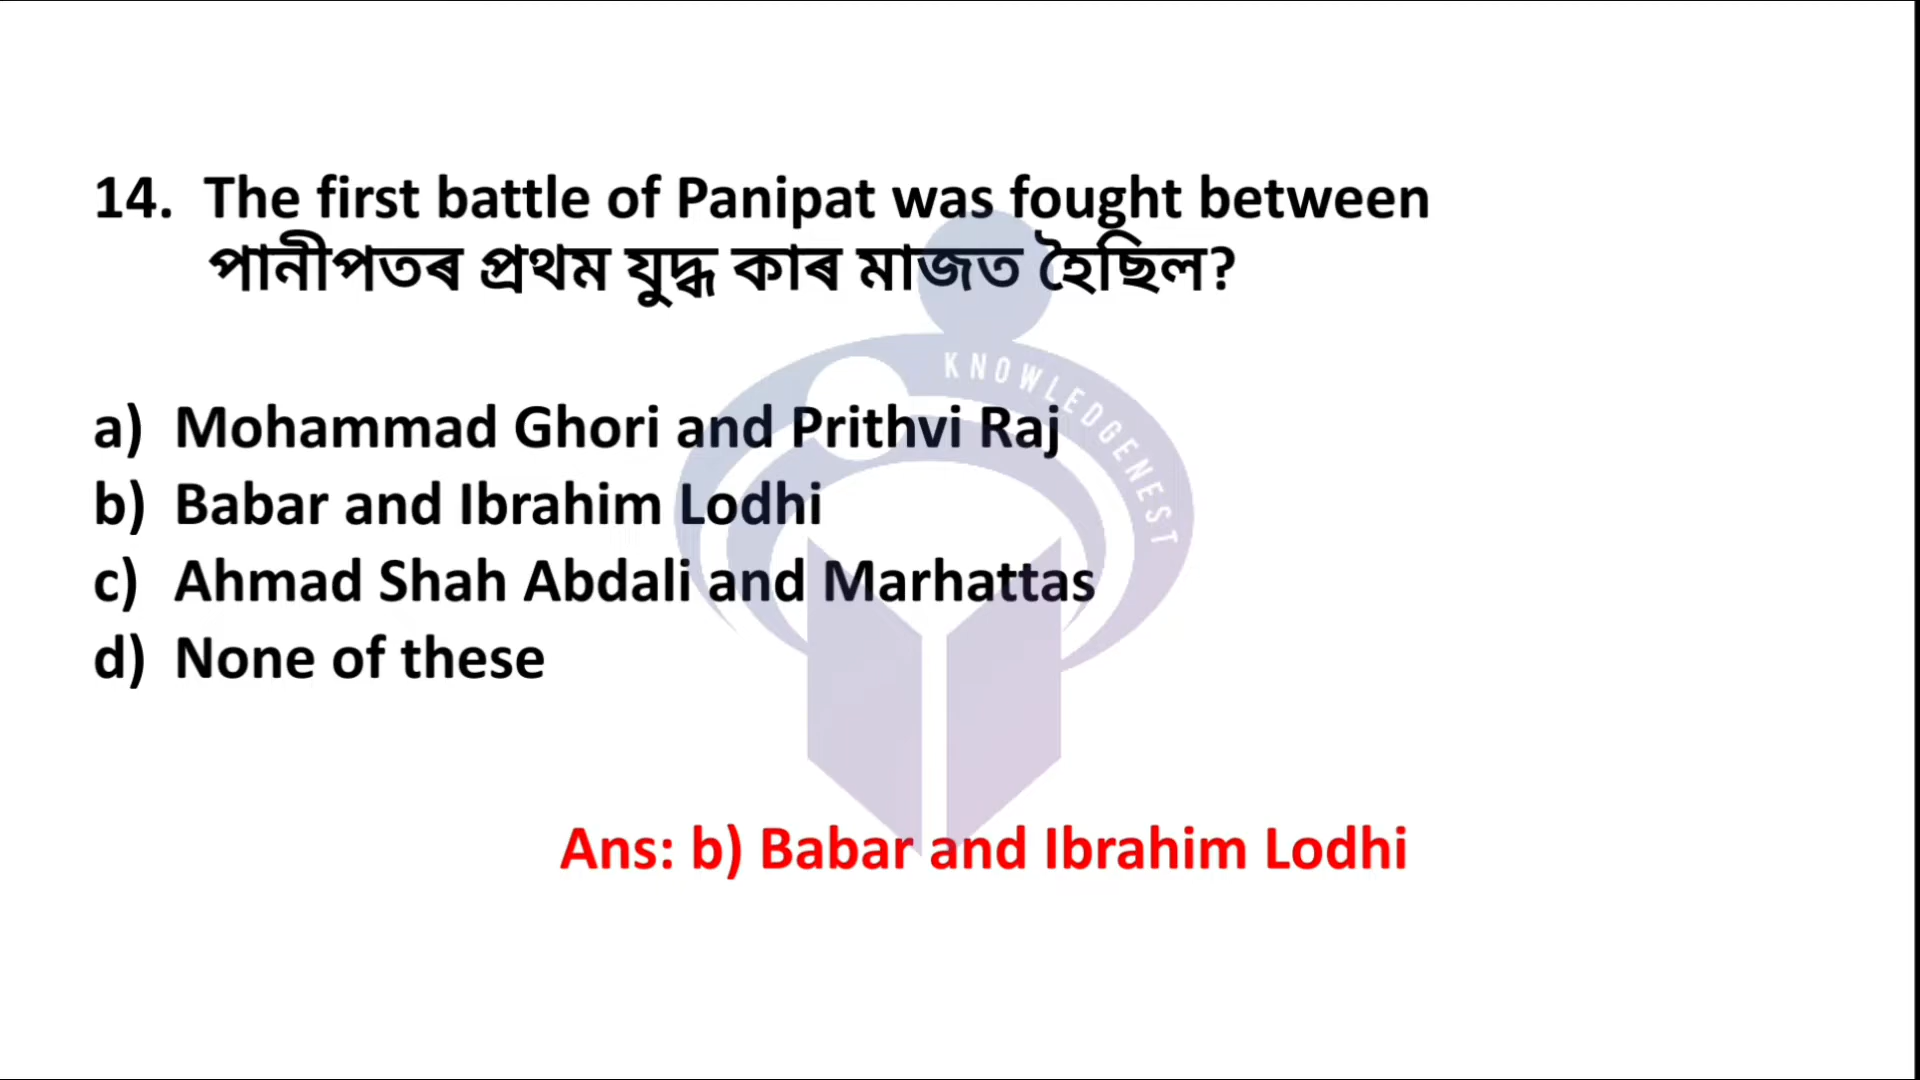 14. The first battle of Panipat was fought between
পানীপতৰ প্ৰথম যুদ্ধ কাৰ মাজত হৈছিল?
KNOWLEDGENEST
a) Mohammad Ghori and Prithvi Raj
b) Babar and Ibrahim Lodhi
c) Ahmad Shah Abdali and Marhattas
d) None of these
Ans: b) Babar and Ibrahim Lodhi